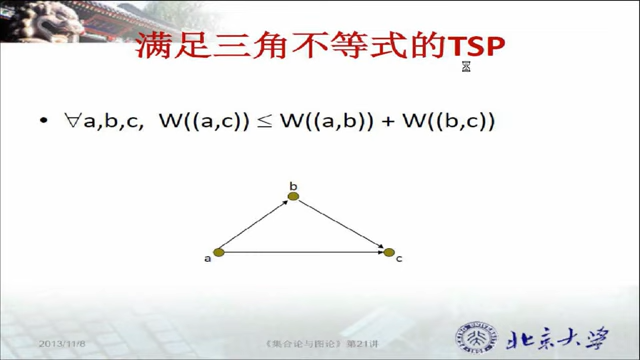 满足三角不等式的TSP
• ∀a,b,c, W((a,c)) ≤ W((a,b)) + W((b,c))
b
a
c
2013/11/8
《集合论与图论》第21讲
北京大学